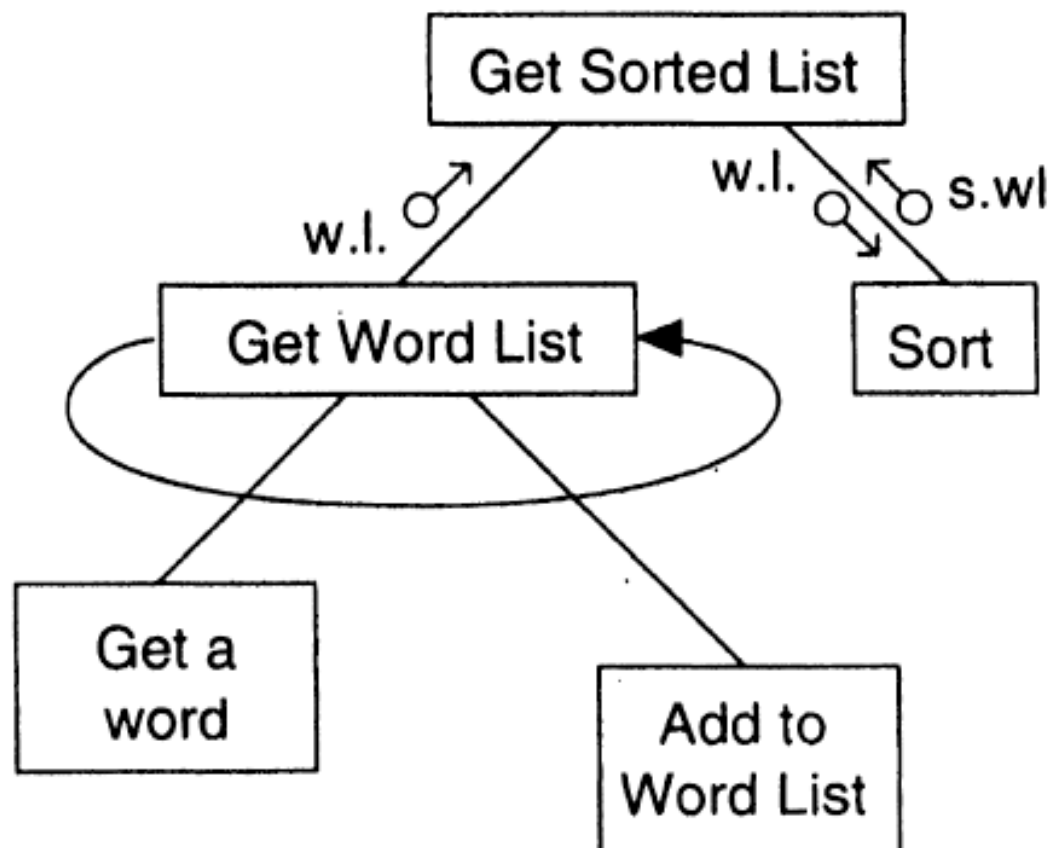 Get Sorted List
w.l.
w.l.
s.wl
Get Word List
Sort
Get a
word
Add to
Word List